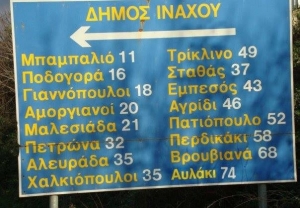 ΔΗΜΟΣ ΙΝΑΧΟΥ
Μπαμπαλιό 11
Ποδογορά 16
Γιαννόπουλοι 18
Αμοργιανοί 20
Μαλεσιάδα 21
Πετρώνα 32
Αλευράδα 35
Χαλκιόπουλοι 35
Τρίκλινο 49
Σταθάς 37
Εμπεσός 43
Αγρίδι 46
Πατιόπουλο 52
Περδικάκι 58
Βρουβιανά 68
Αυλάκι 74